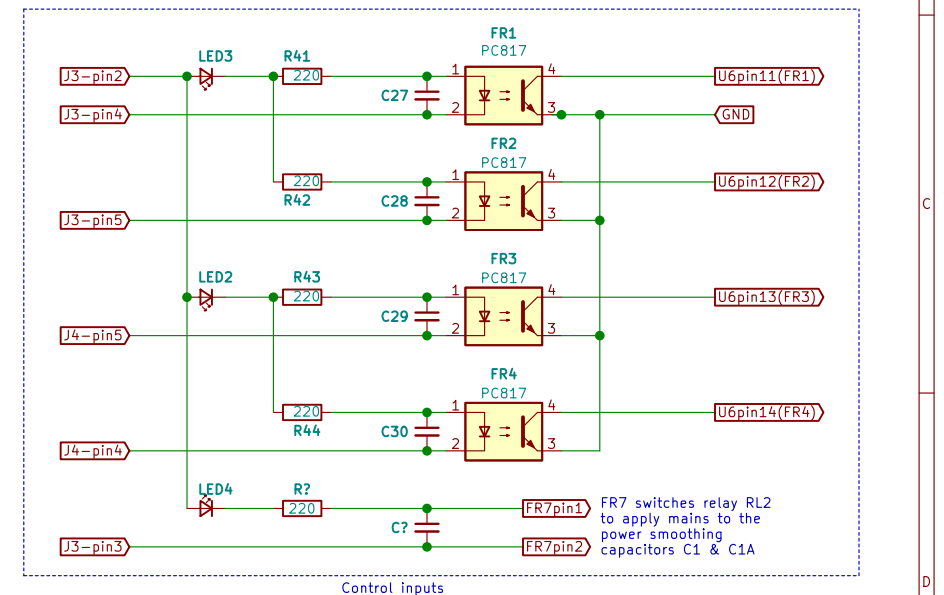 FR1
PC817
LED3
R41
J3-pin2
220
1
4
U6pin11(FR1)
C27
J3-pin4
2
3
GND
FR2
PC817
220
1
4
U6pin12(FR2)
R42
C28
J3-pin5
2
3
C
FR3
PC817
LED2
R43
220
1
4
U6pin13(FR3)
C29
J4-pin5
2
3
FR4
PC817
220
1
4
U6pin14(FR4)
R44
C30
J4-pin4
2
3
LED4
R?
220
FR7pin1
C?
J3-pin3
FR7pin2
FR7 switches relay RL2
to apply mains to the
power smoothing
capacitors C1 & C1A
D
Control inputs